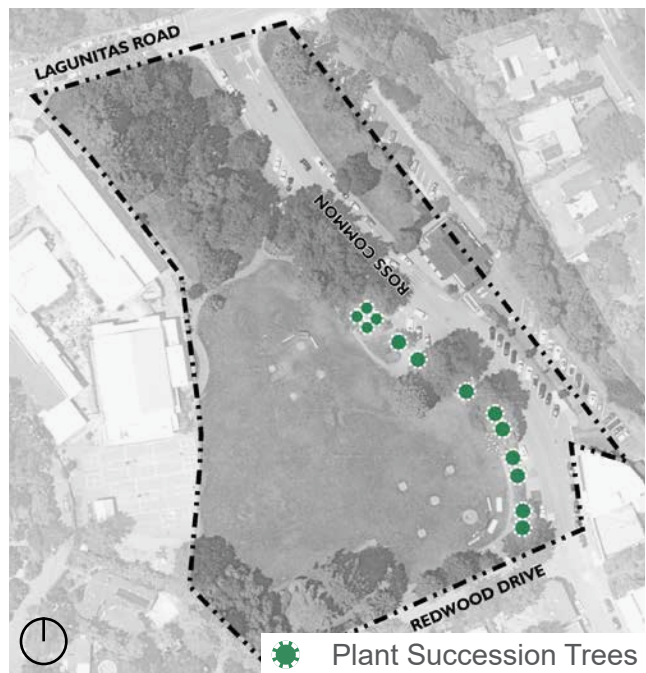 LAGUNITAS ROAD
ROSS COMMON
REDWOOD DRIVE
Plant Succession Trees